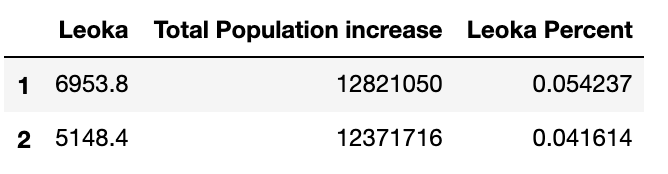 Leoka Total Population increase Leoka Percent
1 6953.8 12821050 0.054237
2 5148.4 12371716 0.041614